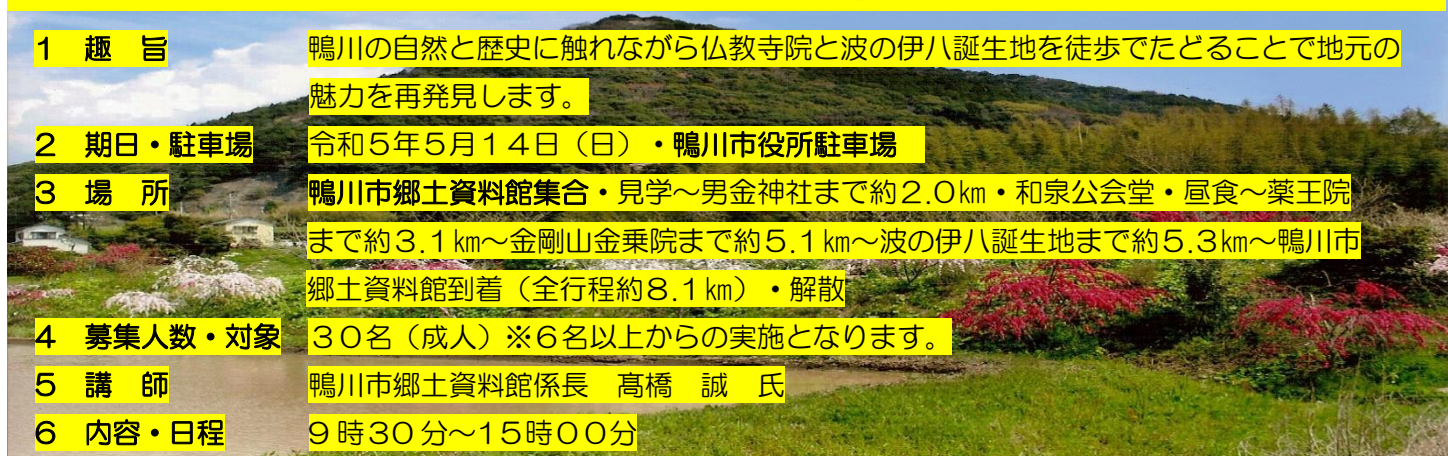 1 趣 旨 鴨川の自然と歴史に触れながら仏教寺院と波の伊八誕生地を徒歩でたどることで地元の
魅力を再発見します。
2 期日・駐車場 令和5年5月14日（日）・鴨川市役所駐車場
3 場 所 鴨川市郷土資料館集合・見学～男金神社まで約2.0㎞・和泉公会堂・昼食～薬王院
まで約3.1㎞～金剛山金乗院まで約5.1㎞～波の伊八誕生地まで約5.3㎞～鴨川市
郷土資料館到着（全行程約8.1㎞）・解散
4 募集人数・対象 30名（成人）※6名以上からの実施となります。
5 講 師 鴨川市郷土資料館係長 髙橋 誠 氏
6 内容・日程 9時30分～15時00分